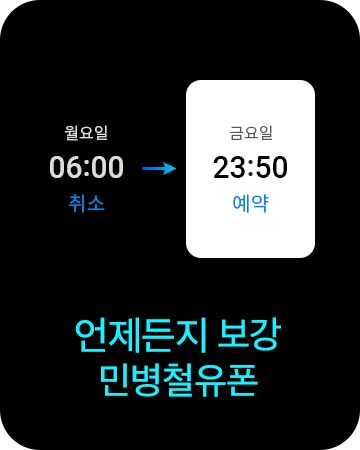 월요일
06:00
취소
금요일
23:50
예약
언제든지 보강
민병철유폰